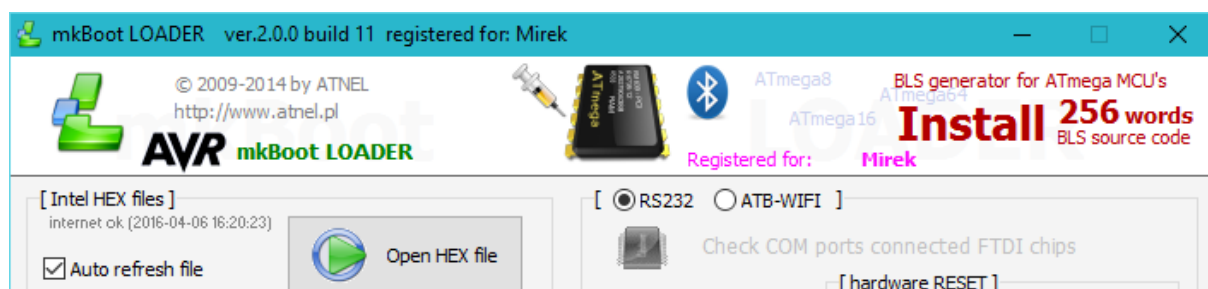 mkBoot LOADER ver.2.0.0 build 11 registered for: Mirek
© 2009-2014 by ATNEL
http://www.atnel.pl
AVR mkBoot LOADER
ATmega
ATmega8
ATmega64
ATmega16
BLS generator for ATmega MCU's
Install 256 words
BLS source code
Registered for: Mirek
[ Intel HEX files ]
internet ok (2016-04-06 16:20:23)
Auto refresh file
Open HEX file
[ RS232 ATB-WIFI ]
Check COM ports connected FTDI chips
[ hardware RESET ]